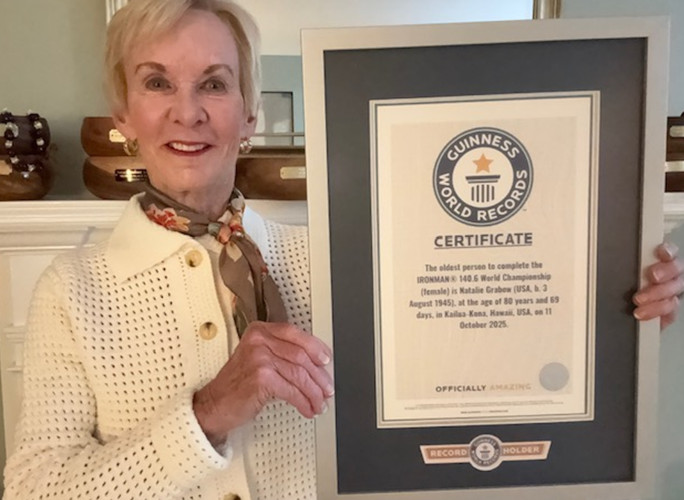 GUINNESS
WORLD RECORDS
CERTIFICATE
The oldest person to complete the
IRONMAN® 140.6 World Championship
(female) is Natalie Grabow (USA, b. 3
August 1945), at the age of 80 years and 69
days, in Kailua-Kona, Hawaii, USA, on 11
October 2025.
OFFICIALLY AMAZING
RECORD HOLDER